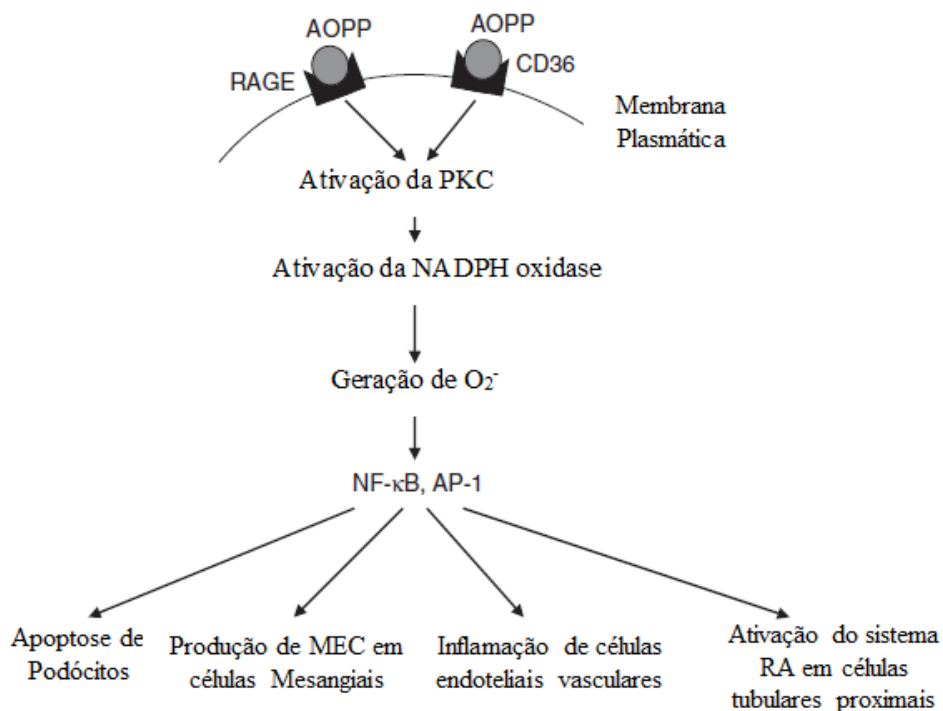 AOPP
AOPP
RAGE
CD36
Membrana
Plasmática
Ativação da PKC
Ativação da NADPH oxidase
Geração de O₂⁻
NF-κB, AP-1
Apoptose de
Podócitos
Produção de MEC em
células Mesangiais
Inflamação de células
endoteliais vasculares
Ativação do sistema
RA em células
tubulares proximais